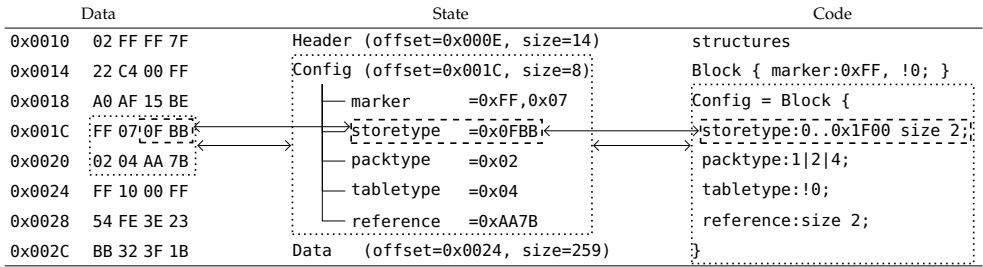 Data State Code
0x0010 02 FF FF 7F Header (offset=0x000E, size=14) structures
0x0014 22 C4 00 FF Config (offset=0x001C, size=8) Block { marker:0xFF, !0; }
0x0018 A0 AF 15 BE marker =0xFF,0x07 Config = Block {
0x001C FF 07 0F BB storetype =0x0FBB storetype:0..0x1F00 size 2;
0x0020 02 04 AA 7B packtype =0x02 packtype:1|2|4;
0x0024 FF 10 00 FF tabletype =0x04 tabletype:!0;
0x0028 54 FE 3E 23 reference =0xAA7B reference:size 2;
0x002C BB 32 3F 1B Data (offset=0x0024, size=259) }